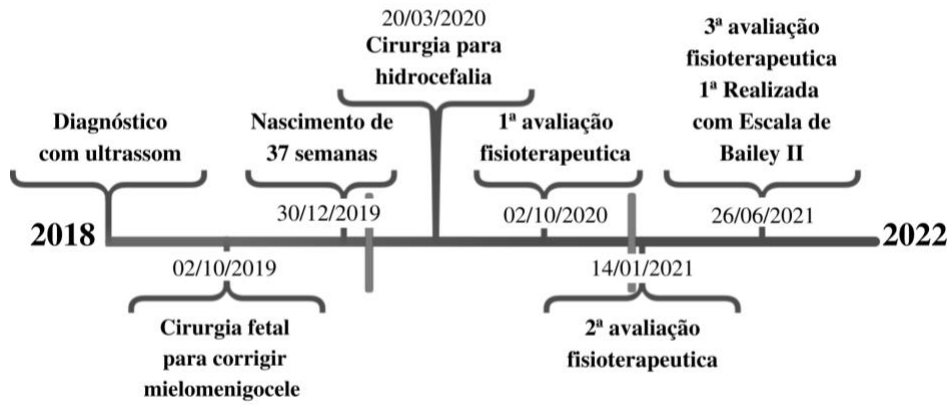 Diagnóstico
com ultrassom
2018
02/10/2019
Cirurgia fetal
para corrigir
mielomenigocele
Nascimento de
37 semanas
30/12/2019
20/03/2020
Cirurgia para
hidrocefalia
1ª avaliação
fisioterapeutica
02/10/2020
14/01/2021
2ª avaliação
fisioterapeutica
3ª avaliação
fisioterapeutica
1ª Realizada
com Escala de
Bailey II
26/06/2021
2022